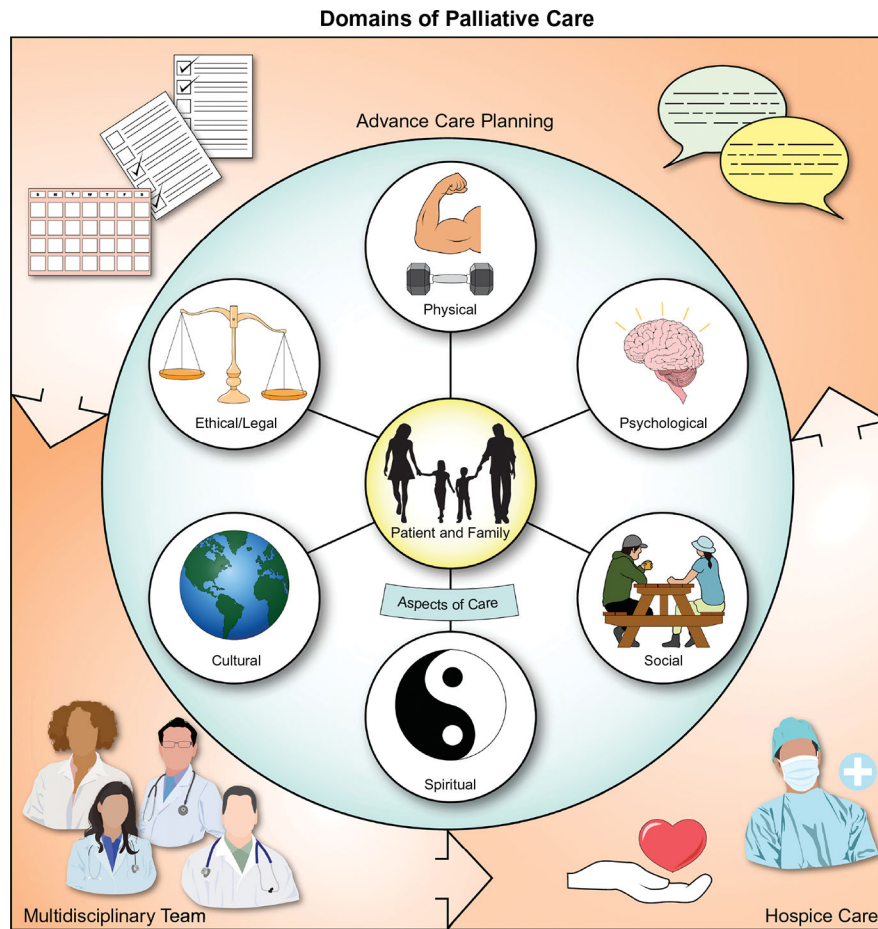 Domains of Palliative Care
Advance Care Planning
S M T W T F S
Physical
Ethical/Legal
Psychological
Patient and Family
Aspects of Care
Cultural
Social
Spiritual
Multidisciplinary Team
Hospice Care